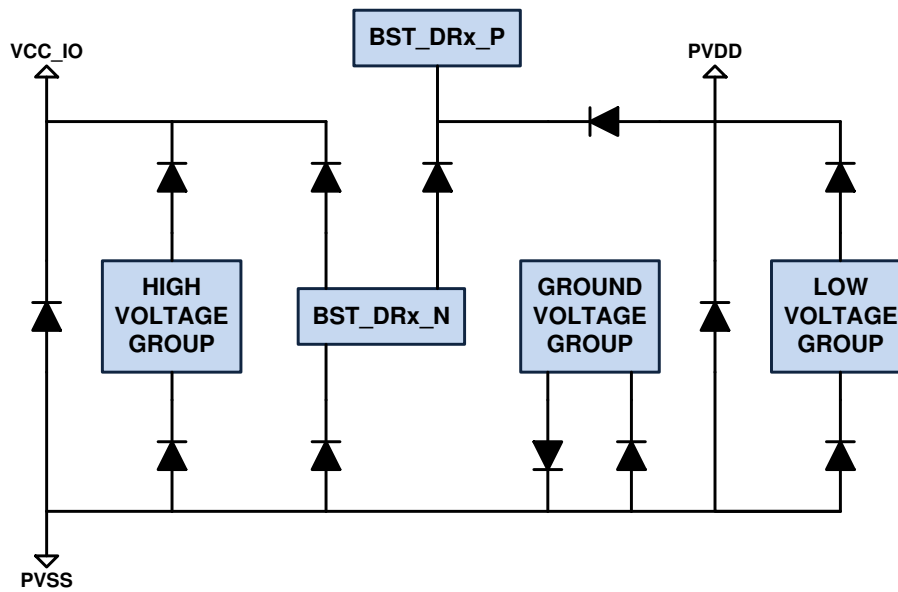 BST_DRx_P
VCC_IO
PVDD
HIGH
VOLTAGE
GROUP
BST_DRx_N
GROUND
VOLTAGE
GROUP
LOW
VOLTAGE
GROUP
PVSS